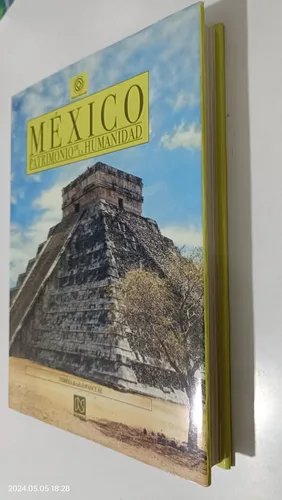 MÉXICO
PATRIMONIO DE LA HUMANIDAD
2024.05.05 18:28